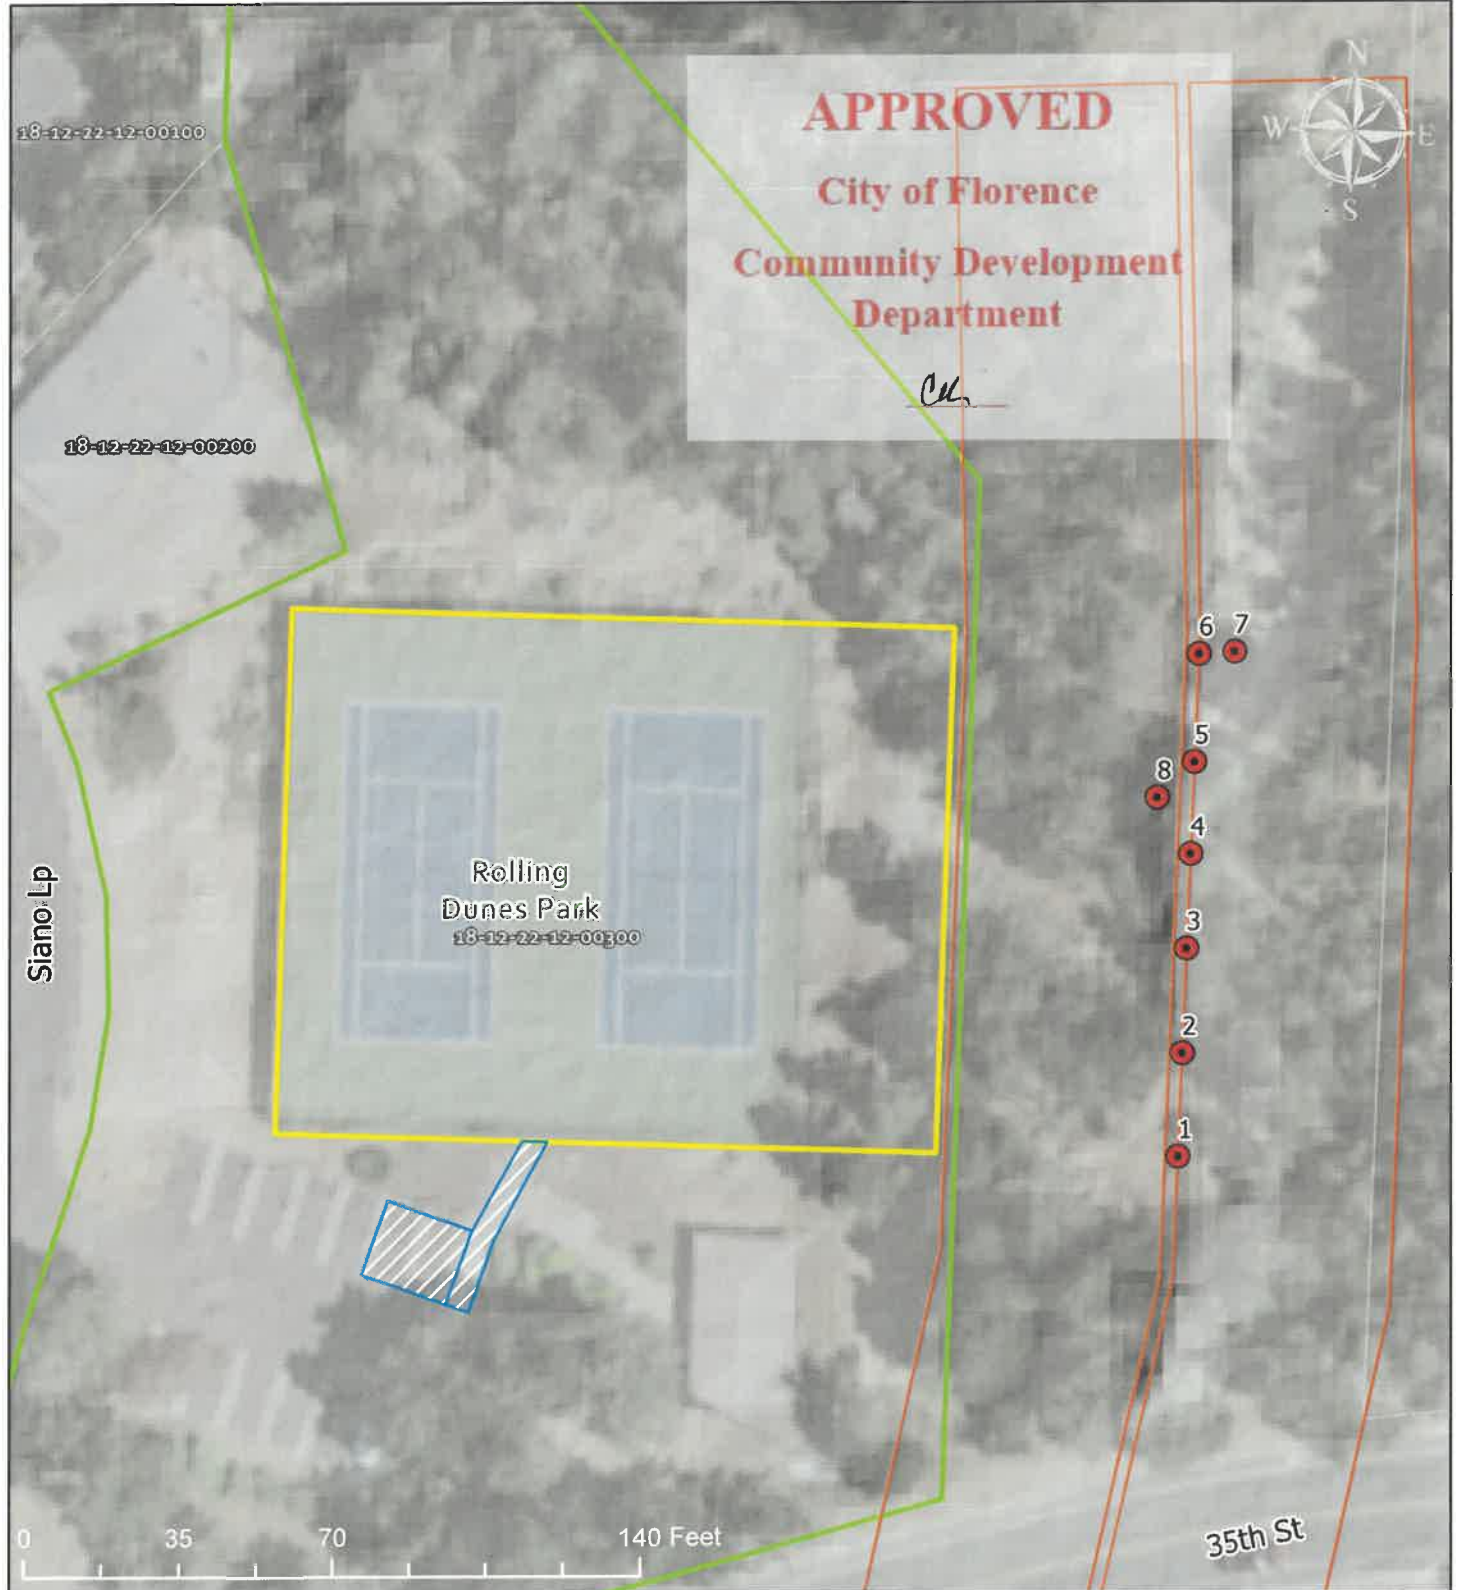 N
W E
S
APPROVED
City of Florence
Community Development
Department
18-12-22-12-00100
18-12-22-12-00200
6 7
5
8
4
3
2
1
Rolling
Dunes Park
18-12-22-12-00300
Siano Lp
35th St
0 35 70 140 Feet